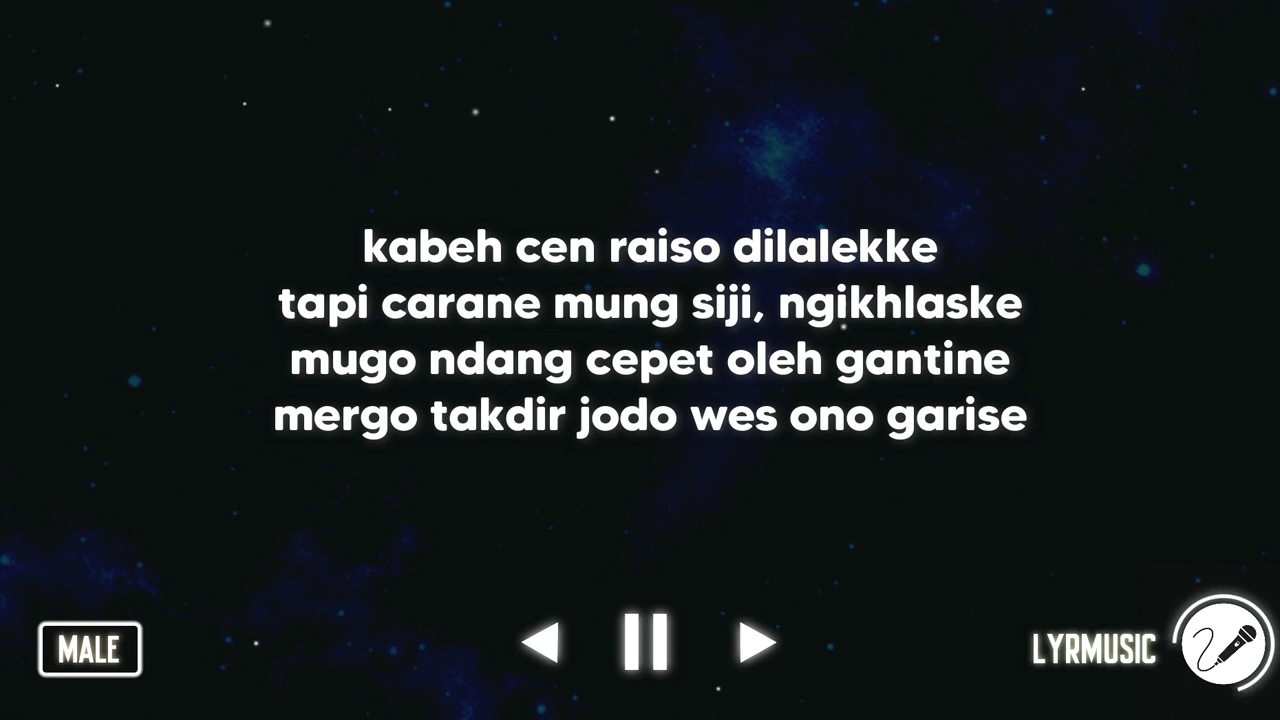 kabeh cen raiso dilalekke
tapi carane mung siji, ngikhlaske
mugo ndang cepet oleh gantine
mergo takdir jodo wes ono garise
MALE
LYRMUSIC